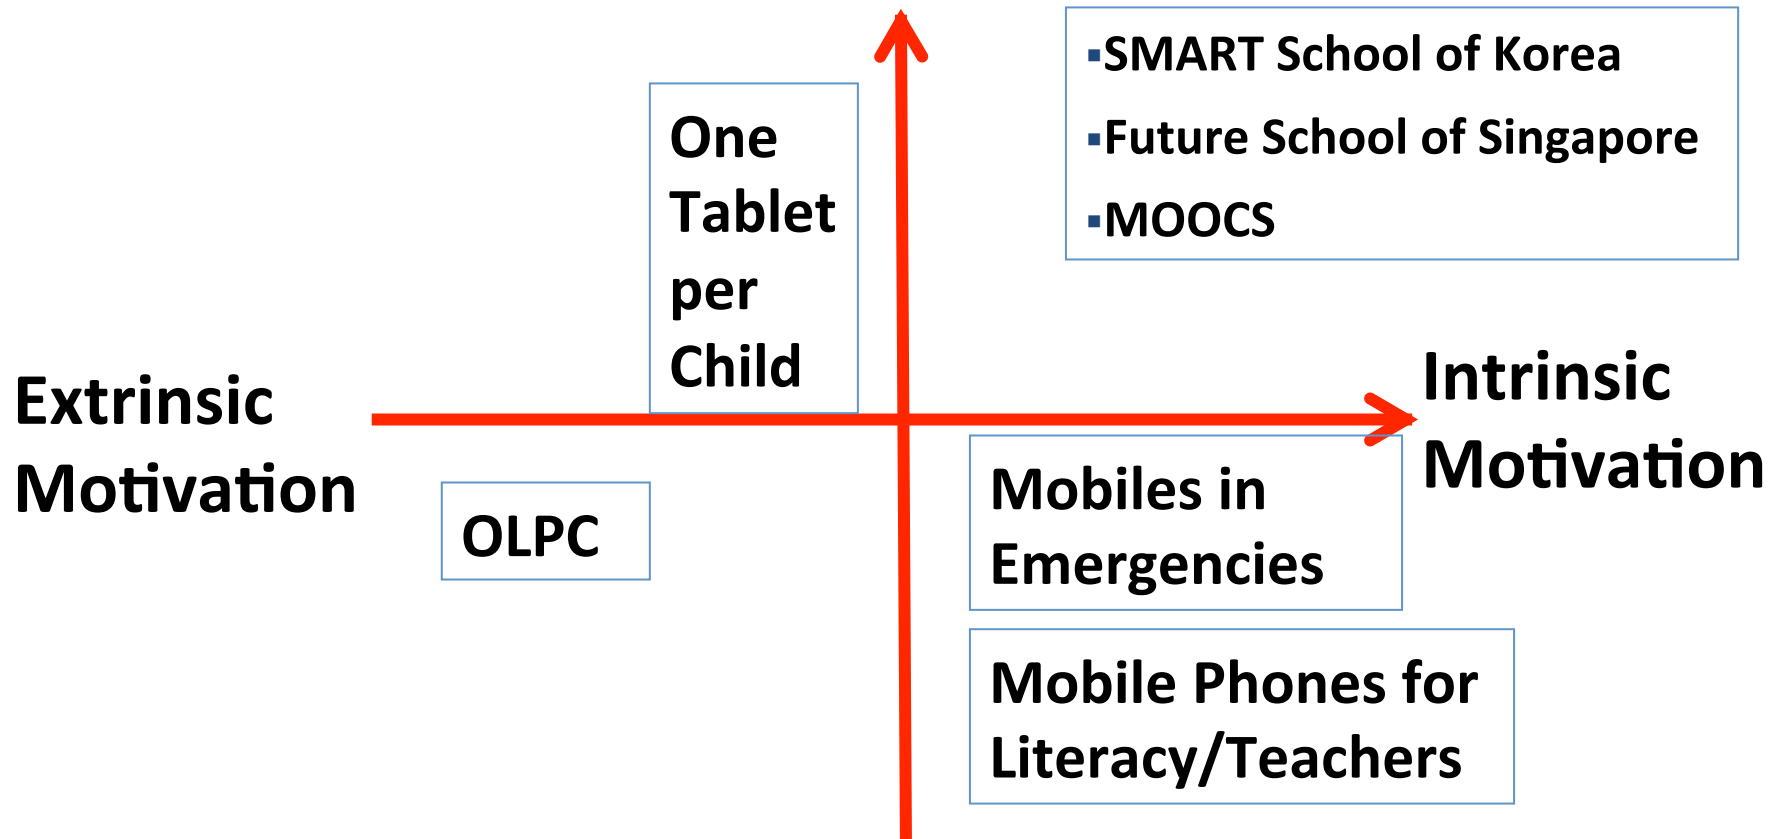 ▪SMART School of Korea
▪Future School of Singapore
▪MOOCS
One
Tablet
per
Child
Extrinsic
Motivation
Intrinsic
Motivation
OLPC
Mobiles in
Emergencies
Mobile Phones for
Literacy/Teachers